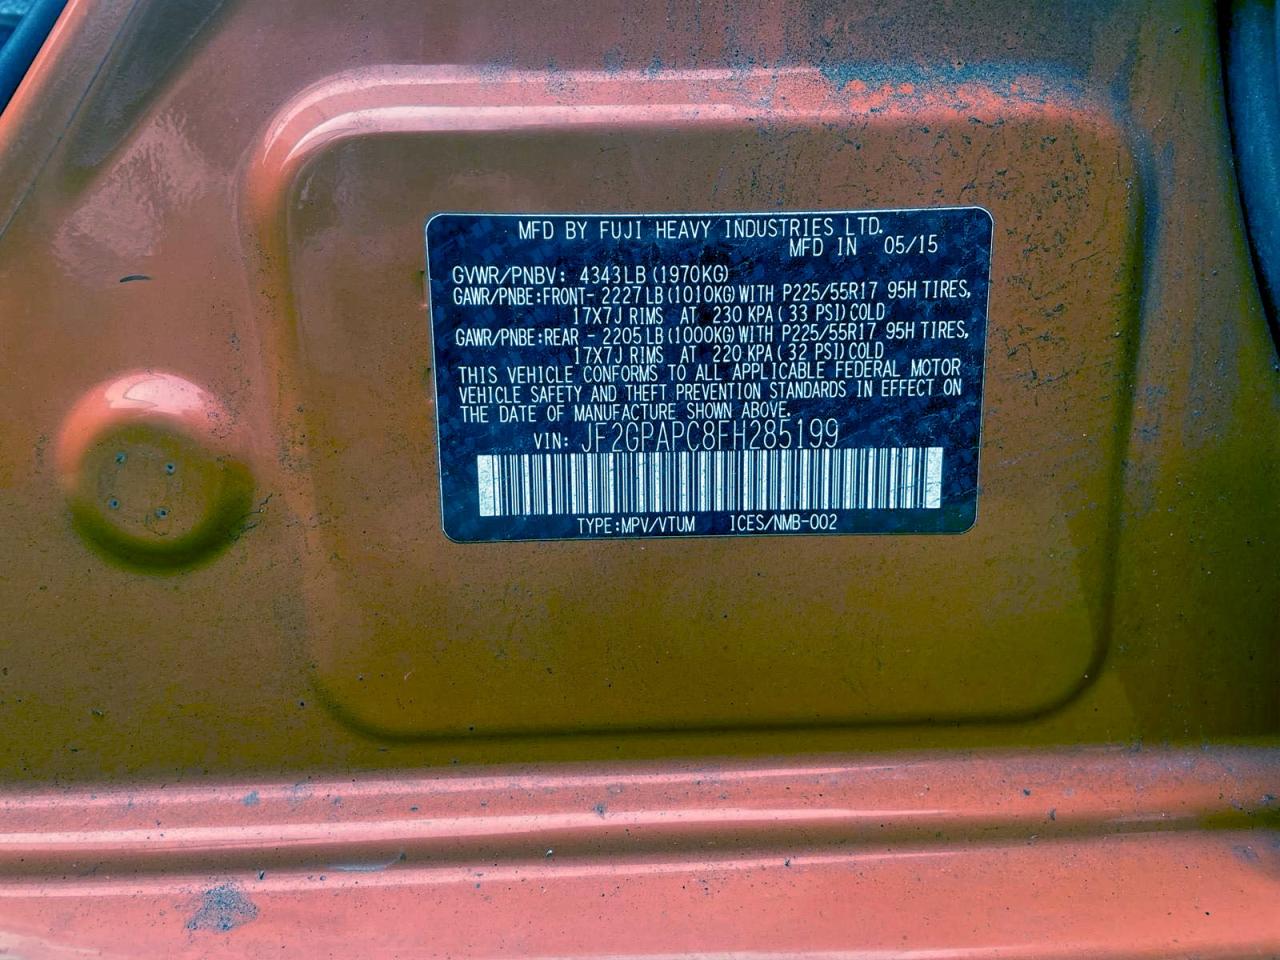 MFD BY FUJI HEAVY INDUSTRIES LTD.
MFD IN 05/15
GVWR/PNBV: 4343LB(1970KG)
GAWR/PNBE:FRONT- 2227LB(1010KG)WITH P225/55R17 95H TIRES,
17X7J RIMS AT 230 KPA(33 PSI)COLD
GAWR/PNBE:REAR - 2205LB(1000KG)WITH P225/55R17 95H TIRES,
17X7J RIMS AT 220 KPA(32 PSI)COLD
THIS VEHICLE CONFORMS TO ALL APPLICABLE FEDERAL MOTOR
VEHICLE SAFETY AND THEFT PREVENTION STANDARDS IN EFFECT ON
THE DATE OF MANUFACTURE SHOWN ABOVE.
VIN: JF2GPAPC8FH285199
TYPE:MPV/VTUM ICES/NMB-002